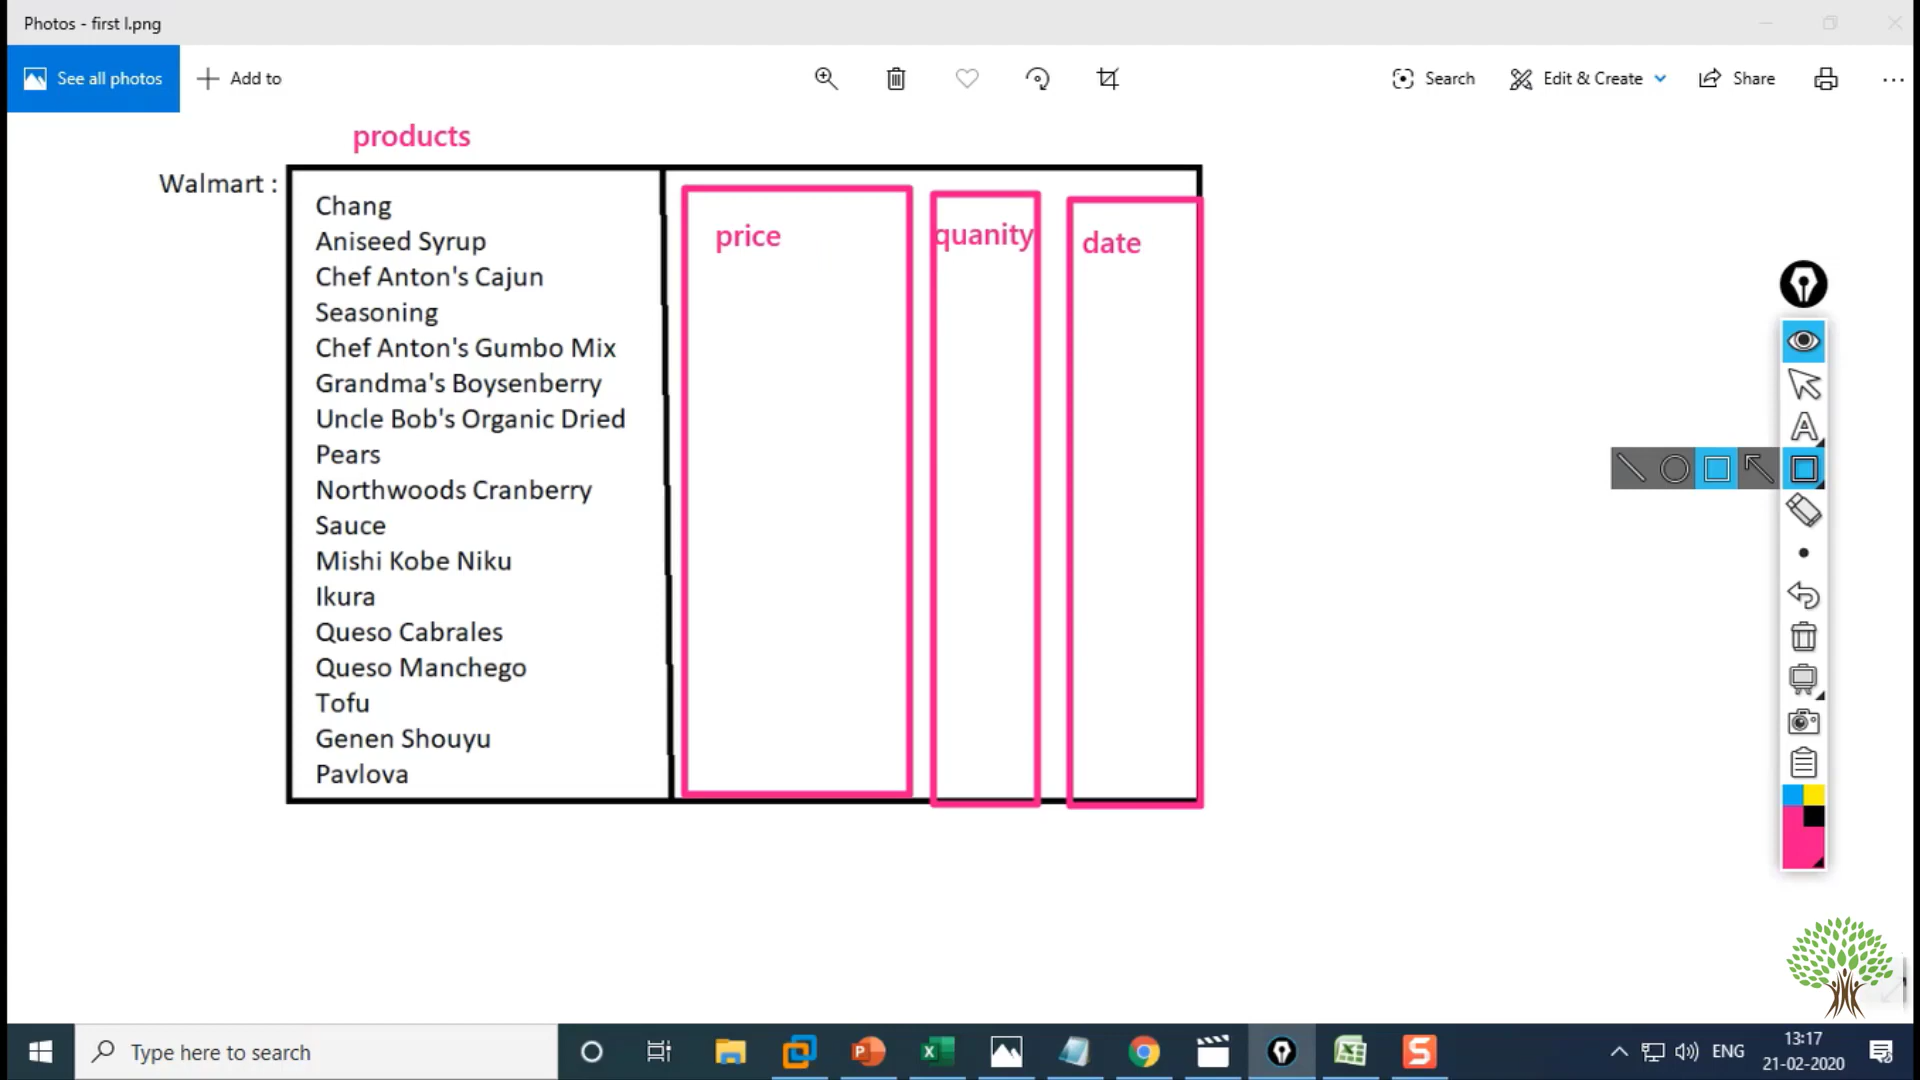 Photos - first l.png
See all photos
Add to
Search
Edit & Create
Share
products
Walmart :
Chang
Aniseed Syrup
Chef Anton's Cajun
Seasoning
Chef Anton's Gumbo Mix
Grandma's Boysenberry
Uncle Bob's Organic Dried
Pears
Northwoods Cranberry
Sauce
Mishi Kobe Niku
Ikura
Queso Cabrales
Queso Manchego
Tofu
Genen Shouyu
Pavlova
price
quanity
date
Type here to search
ENG
13:17
21-02-2020